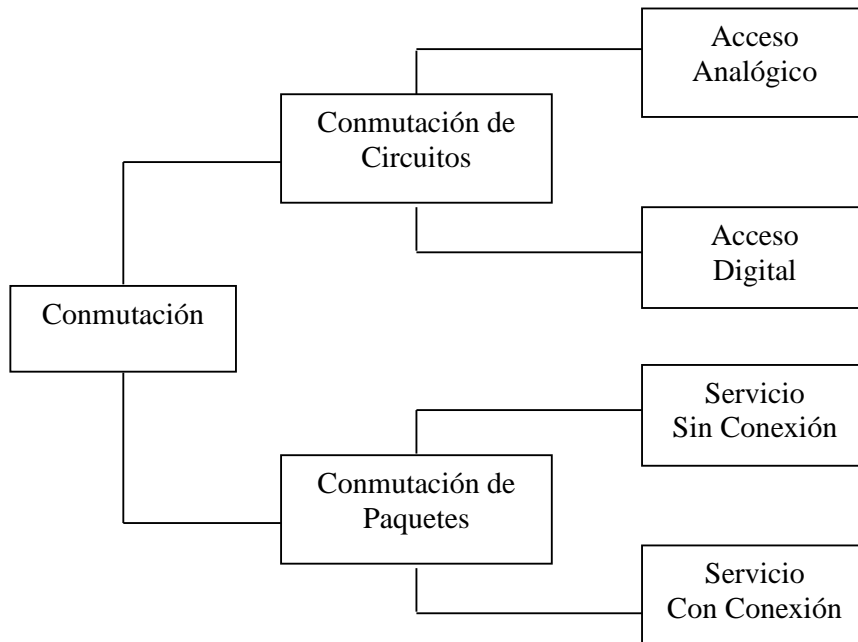 Acceso
Analógico
Conmutación de
Circuitos
Acceso
Digital
Conmutación
Servicio
Sin Conexión
Conmutación de
Paquetes
Servicio
Con Conexión